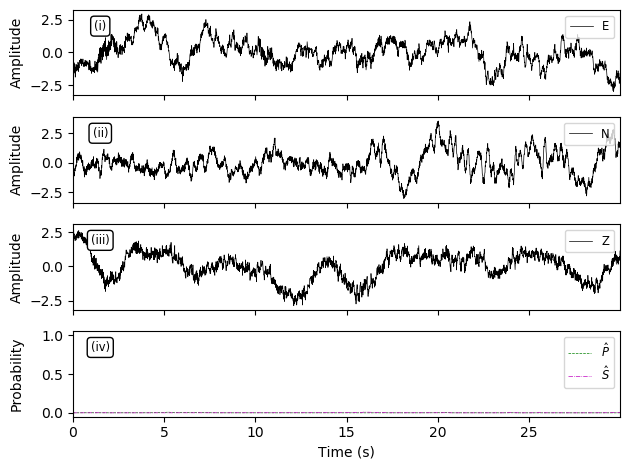 Amplitude
2.5
0.0
−2.5
(i)
E
Amplitude
2.5
0.0
−2.5
(ii)
N
Amplitude
2.5
0.0
−2.5
(iii)
Z
Probability
1.0
0.5
0.0
(iv)
P̂
Ŝ
0 5 10 15 20 25
Time (s)